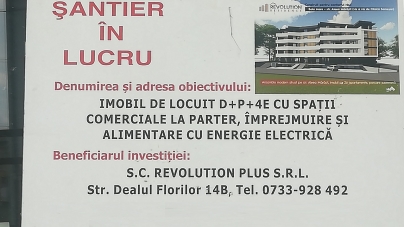 ŞANTIER
ÎN
LUCRU
REVOLUTION
Denumirea şi adresa obiectivului:
IMOBIL DE LOCUIT D+P+4E CU SPAŢII
COMERCIALE LA PARTER, ÎMPREJMUIRE ŞI
ALIMENTARE CU ENERGIE ELECTRICĂ
Beneficiarul investiţiei:
S.C. REVOLUTION PLUS S.R.L.
Str. Dealul Florilor 14B, Tel. 0733-928 492